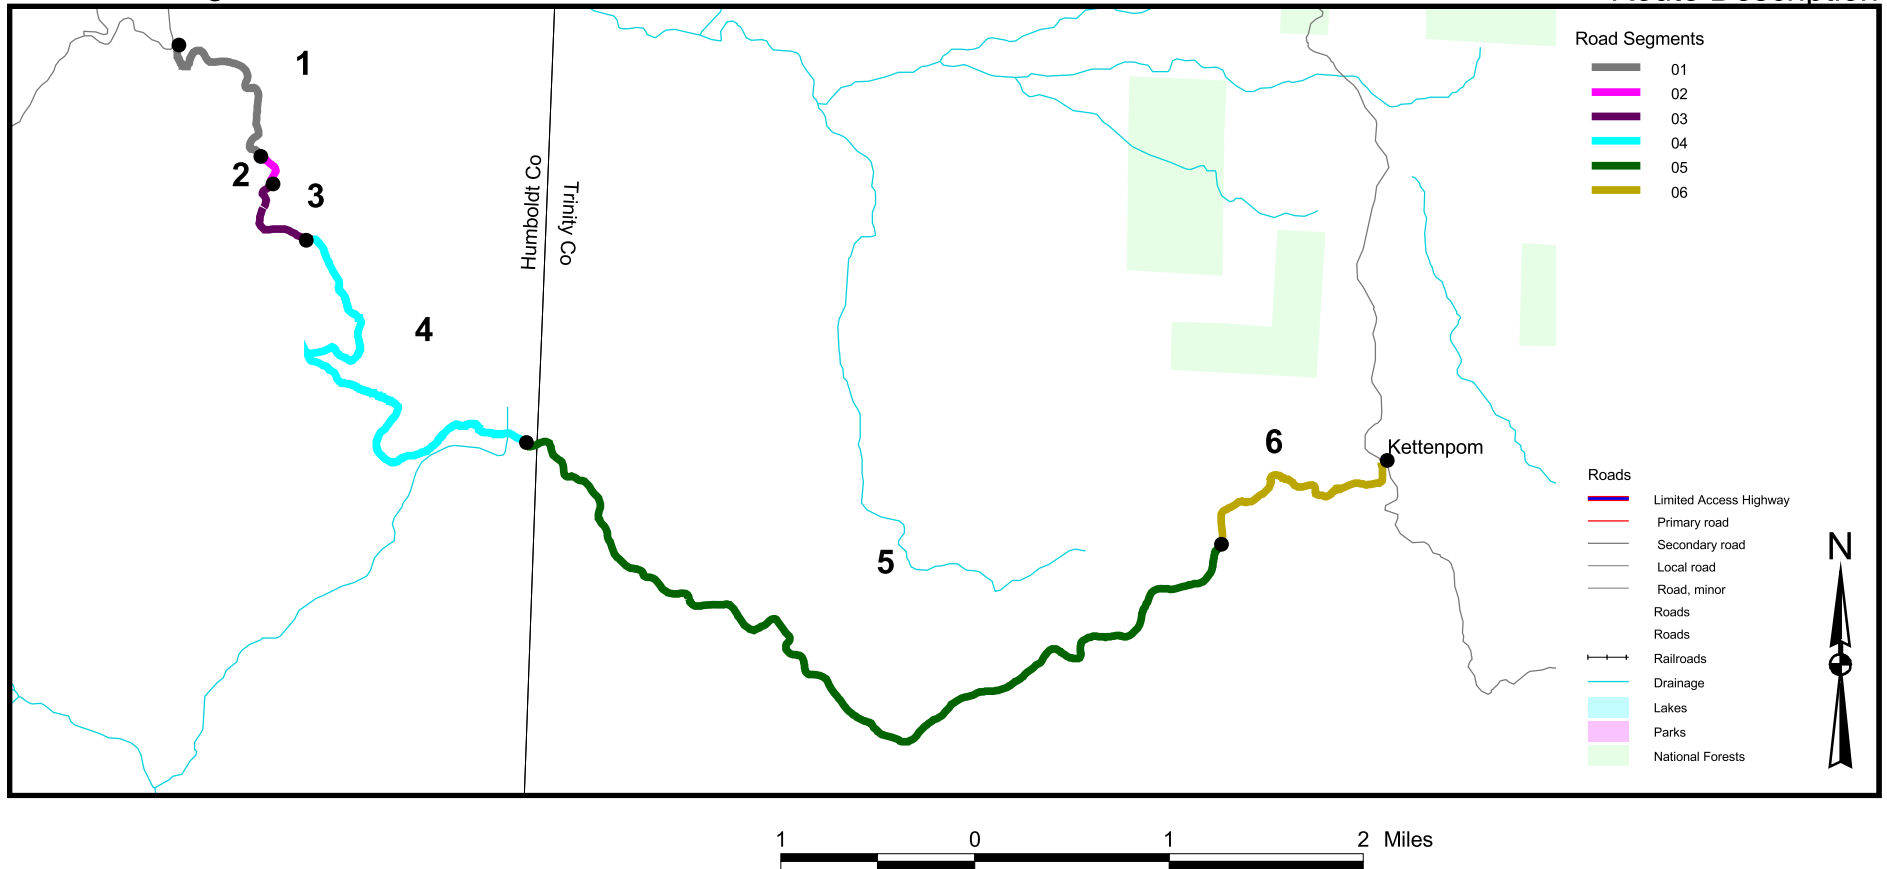 Route Description
1
2
3
4
5
6
Humboldt Co
Trinity Co
Kettenpom
Road Segments
01
02
03
04
05
06
Roads
Limited Access Highway
Primary road
Secondary road
Local road
Road, minor
Roads
Roads
Railroads
Drainage
Lakes
Parks
National Forests
N
1 0 1 2 Miles